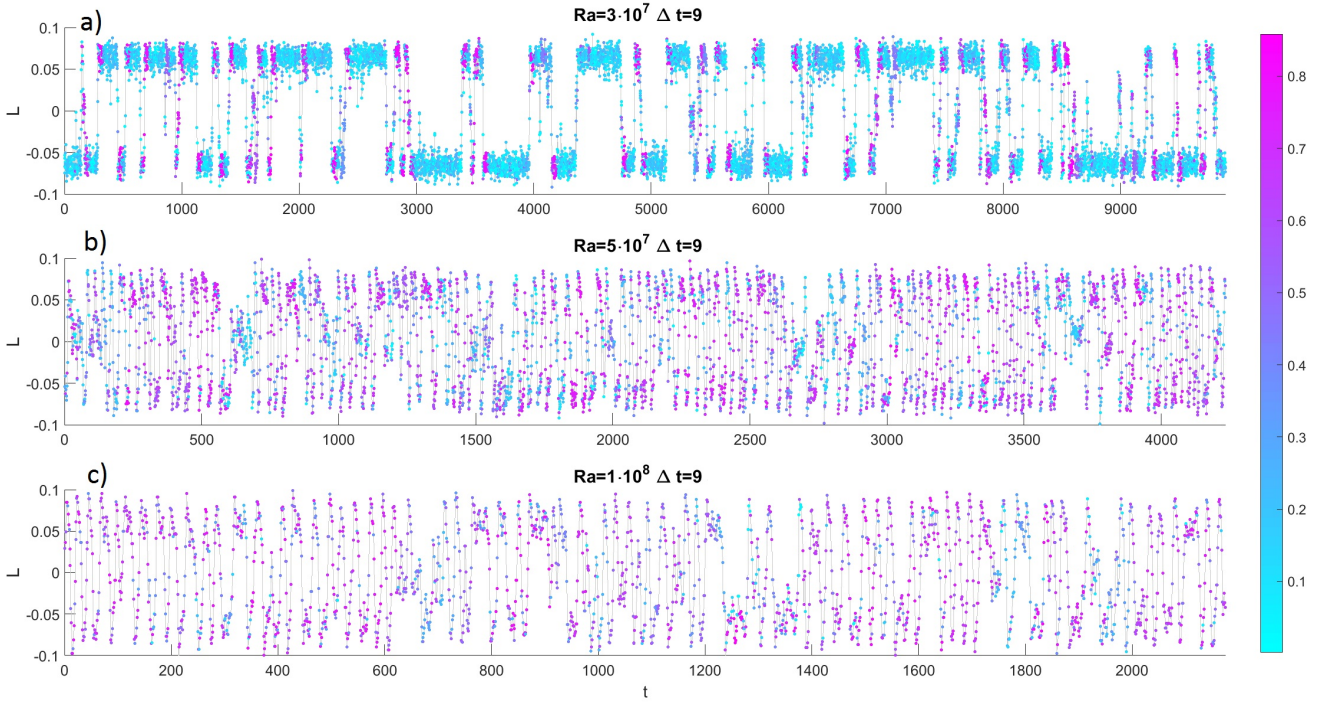 a)
Ra=3·10^7 Δ t=9
0.1
0.05
0
-0.05
-0.1
L
0 1000 2000 3000 4000 5000 6000 7000 8000 9000
b)
Ra=5·10^7 Δ t=9
0.1
0.05
0
-0.05
-0.1
L
0 500 1000 1500 2000 2500 3000 3500 4000
c)
Ra=1·10^8 Δ t=9
0.1
0.05
0
-0.05
-0.1
L
0 200 400 600 800 1000 1200 1400 1600 1800 2000
t
0.8
0.7
0.6
0.5
0.4
0.3
0.2
0.1